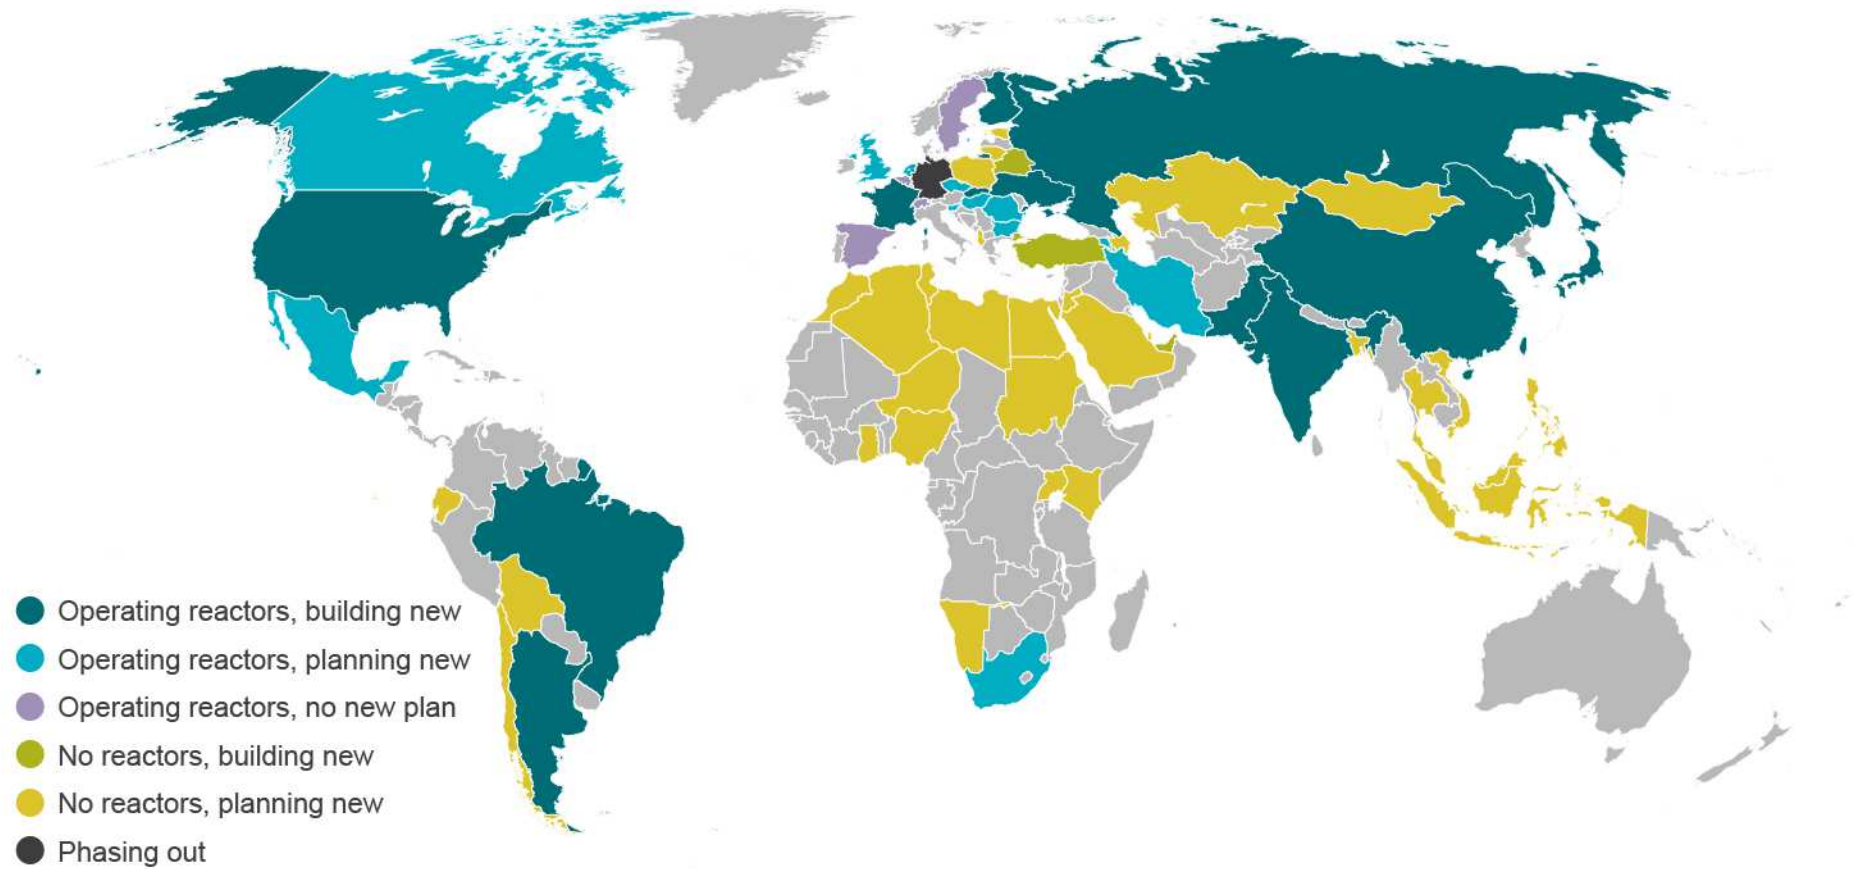 Operating reactors, building new
Operating reactors, planning new
Operating reactors, no new plan
No reactors, building new
No reactors, planning new
Phasing out